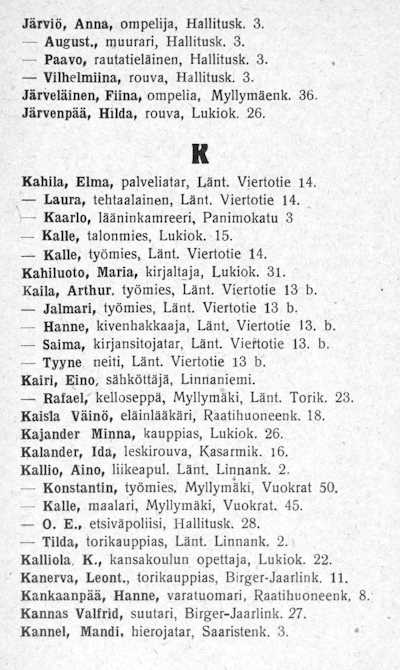 Järviö, Anna, ompelija, Hallitusk. 3.
— August., muurari, Hallitusk. 3.
— Paavo, rautatieläinen, Hallitusk. 3.
— Vilhelmiina, rouva, Hallitusk. 3.
Järveläinen, Fiina, ompelia, Myllymäenk. 36.
Järvenpää, Hilda, rouva, Lukiok. 26.
K
Kahila, Elma, palveliatar, Länt. Viertotie 14.
— Laura, tehtaalainen, Länt. Viertotie 14.
— Kaarlo, lääninkamreeri, Panimokatu 3
— Kalle, talonmies, Lukiok. 15.
— Kalle, työmies, Länt. Viertotie 14.
Kahiluoto, Maria, kirjaltaja, Lukiok. 31.
Kaila, Arthur. työmies, Länt. Viertotie 13 b.
— Jalmari, työmies, Länt. Viertotie 13 b.
— Hanne, kivenhakkaaja, Länt. Viertotie 13. b.
— Saima, kirjansitojatar, Länt. Viertotie 13. b.
— Tyyne neiti, Länt. Viertotie 13 b.
Kairi, Eino, sähköttäjä, Linnaniemi.
— Rafael, kelloseppä, Myllymäki, Länt. Torik. 23.
Kaisla Väinö, eläinlääkäri, Raatihuoneenk. 18.
Kajander Minna, kauppias, Lukiok. 26.
Kalander, Ida, leskirouva, Kasarmik. 16.
Kallio, Aino, liikeapul. Länt. Linnank. 2.
— Konstantin, työmies, Myllymäki, Vuokrat 50.
— Kalle, maalari, Myllymäki, Vuokrat. 45.
— O. E., etsiväpoliisi, Hallitusk. 28.
— Tilda, torikauppias, Länt. Linnank. 2.
Kalliola K., kansakoulun opettaja, Lukiok. 22.
Kanerva, Leont., torikauppias, Birger-Jaarlink. 11.
Kankaanpää, Hanne, varatuomari, Raatihuoneenk, 8.
Kannas Valfrid, suutari, Birger-Jaarlink. 27.
Kannel, Mandi, hierojatar, Saaristenk. 3.